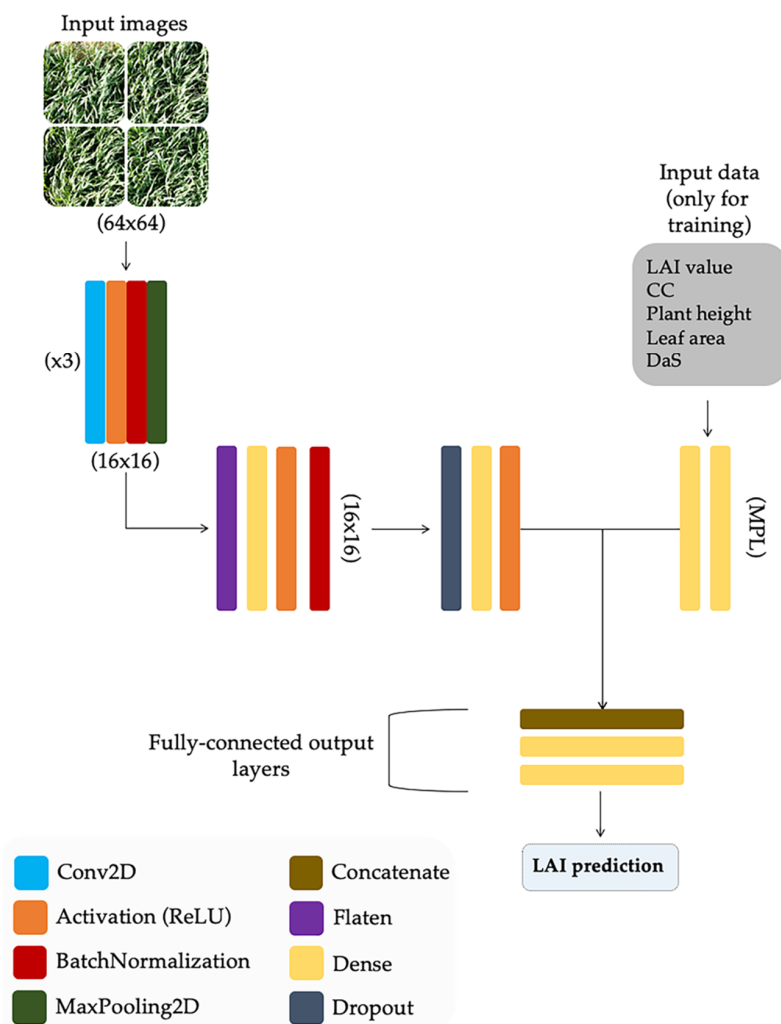 Input images
(64x64)
Input data
(only for
training)
LAI value
CC
Plant height
Leaf area
DaS
(x3)
(16x16)
(16x16)
(MPL)
Fully-connected output
layers
LAI prediction
Conv2D
Activation (ReLU)
BatchNormalization
MaxPooling2D
Concatenate
Flaten
Dense
Dropout